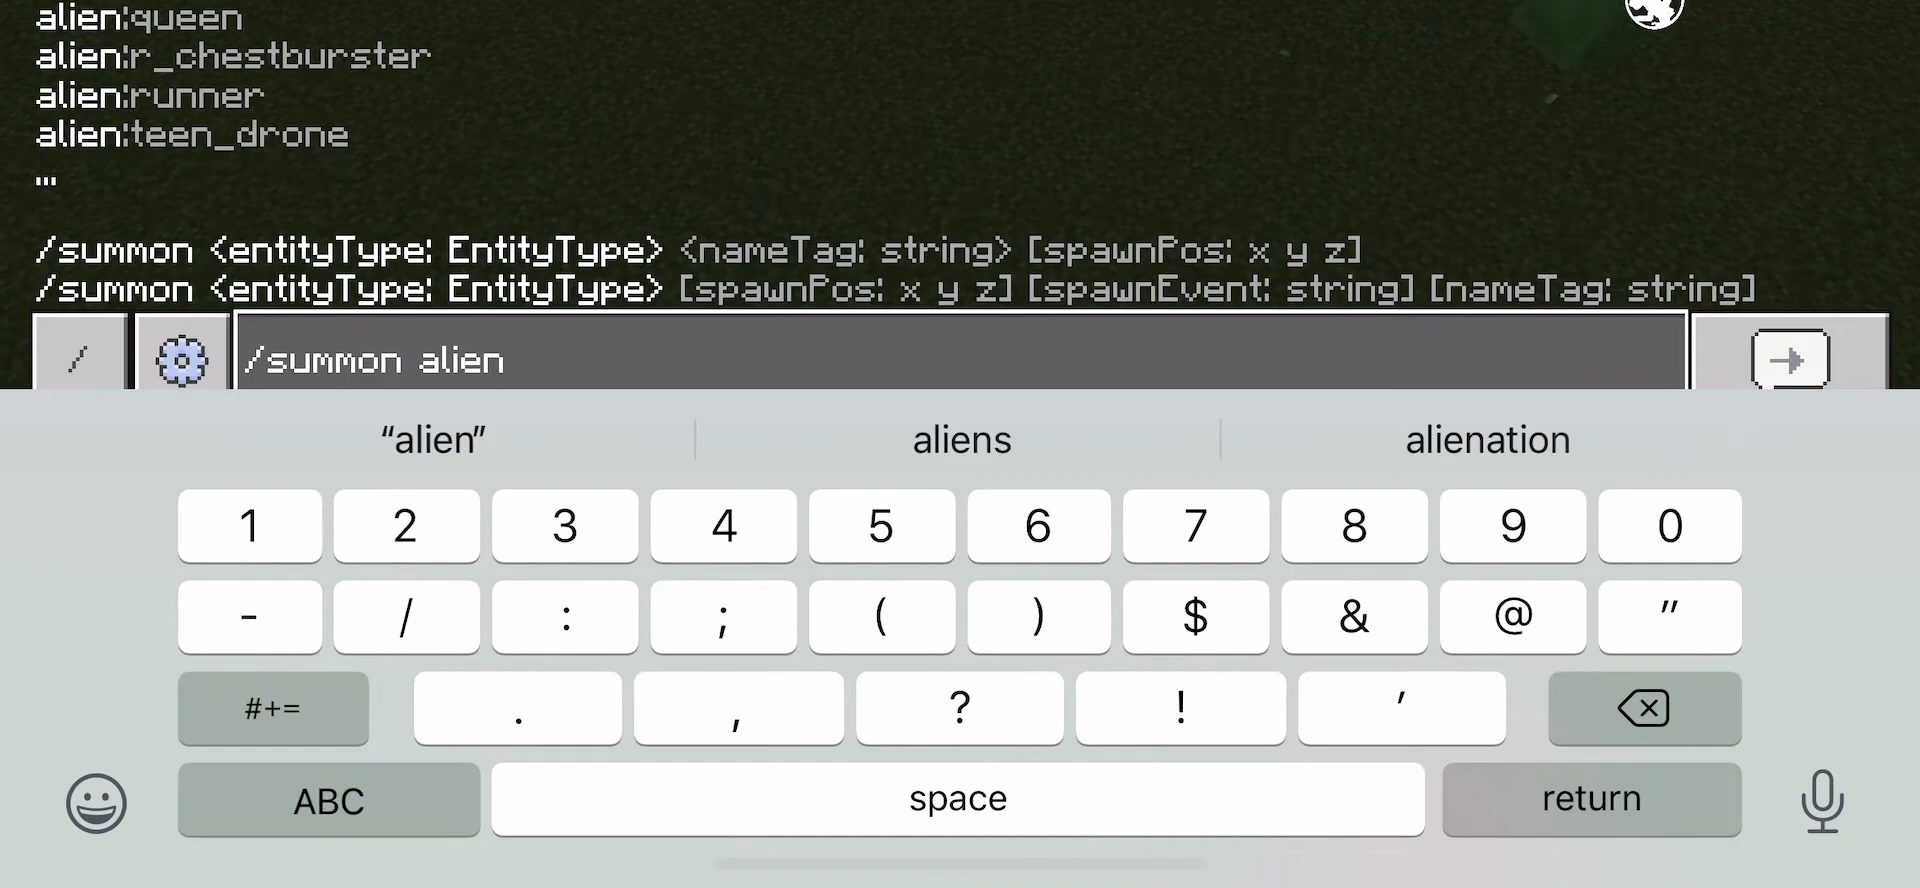 alien:queen
alien:r_chestburster
alien:runner
alien:teen_drone
...
/summon <entityType: EntityType> <nameTag: string> [spawnPos: x y z]
/summon <entityType: EntityType> [spawnPos: x y z] [spawnEvent: string] [nameTag: string]
/ /summon alien
“alien” aliens alienation
1 2 3 4 5 6 7 8 9 0
- / : ; ( ) $ & @ "
#+= . , ? ! '
ABC space return